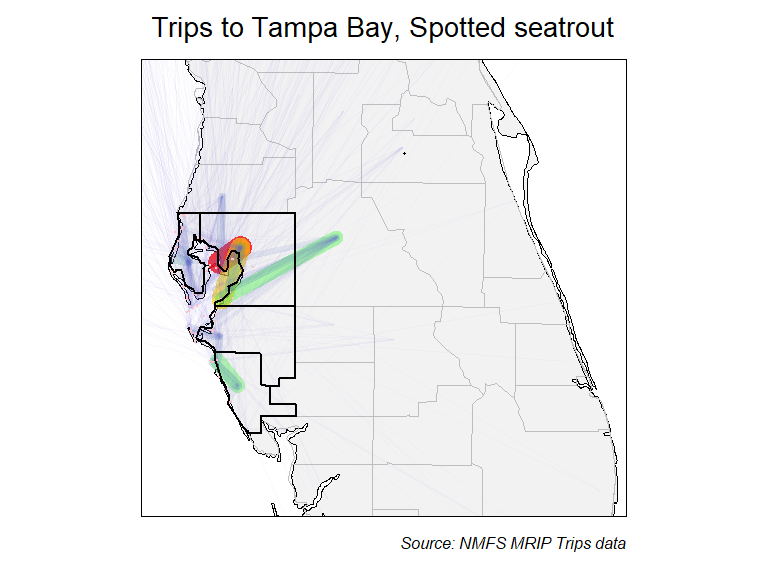 Trips to Tampa Bay, Spotted seatrout
Source: NMFS MRIP Trips data